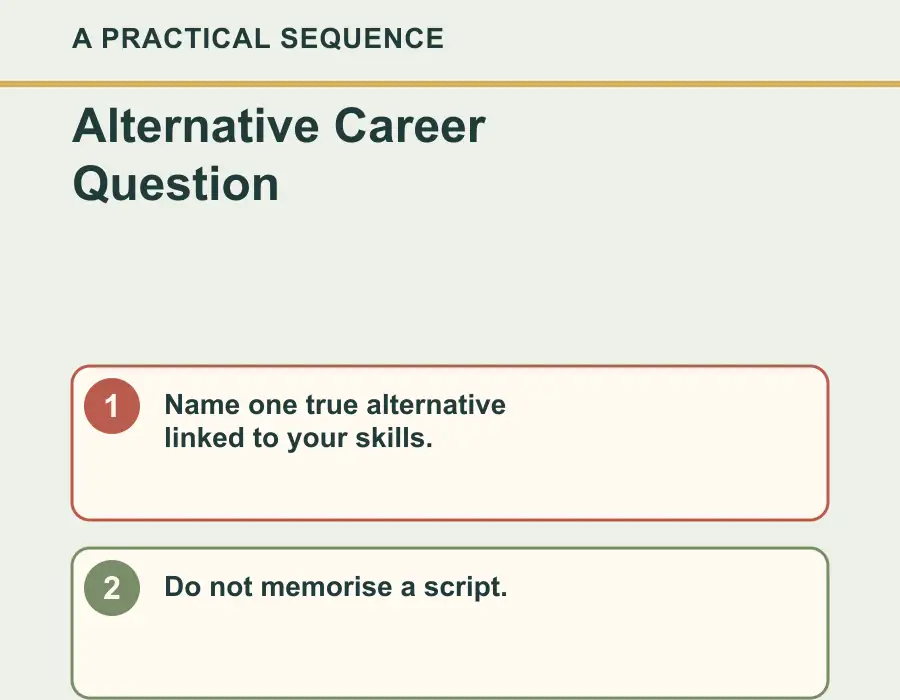 A PRACTICAL SEQUENCE
Alternative Career
Question
1
Name one true alternative
linked to your skills.
2
Do not memorise a script.